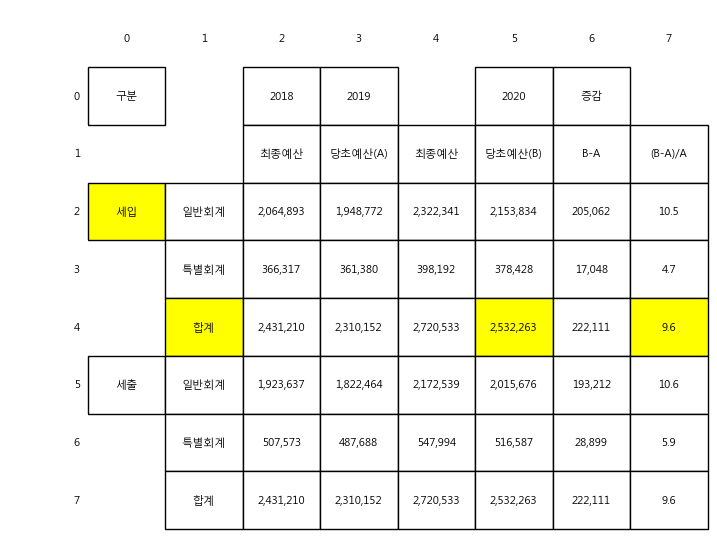 0 1 2 3 4 5 6 7
0 구분 2018 2019 2020 증감
1 최종예산 당초예산(A) 최종예산 당초예산(B) B-A (B-A)/A
2 세입 일반회계 2,064,893 1,948,772 2,322,341 2,153,834 205,062 10.5
3 특별회계 366,317 361,380 398,192 378,428 17,048 4.7
4 합계 2,431,210 2,310,152 2,720,533 2,532,263 222,111 9.6
5 세출 일반회계 1,923,637 1,822,464 2,172,539 2,015,676 193,212 10.6
6 특별회계 507,573 487,688 547,994 516,587 28,899 5.9
7 합계 2,431,210 2,310,152 2,720,533 2,532,263 222,111 9.6